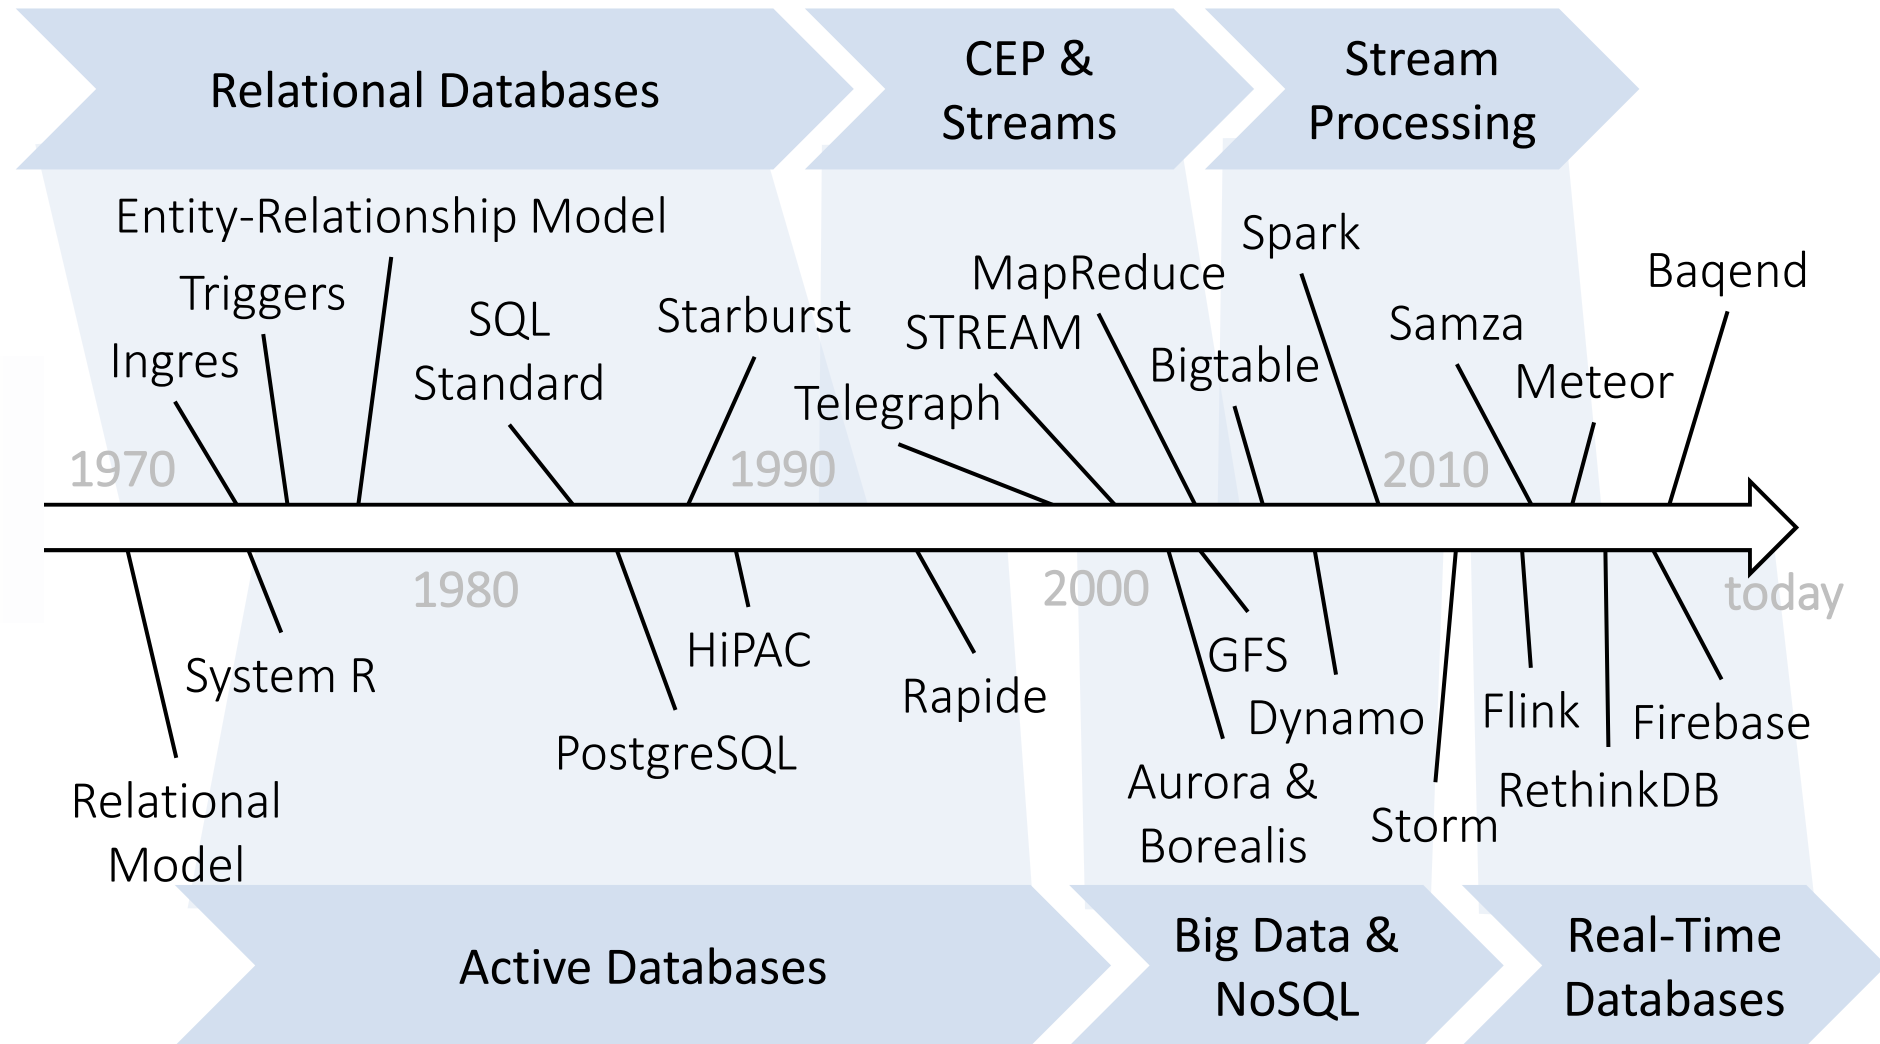 Relational Databases
CEP &
Streams
Stream
Processing
Entity-Relationship Model
Triggers
Ingres
SQL
Standard
Starburst
Telegraph
STREAM
MapReduce
Bigtable
Spark
Samza
Meteor
Baqend
1970
1990
2010
1980
2000
today
Relational
Model
System R
PostgreSQL
HiPAC
Rapide
Aurora &
Borealis
GFS
Dynamo
Storm
Flink
RethinkDB
Firebase
Active Databases
Big Data &
NoSQL
Real-Time
Databases